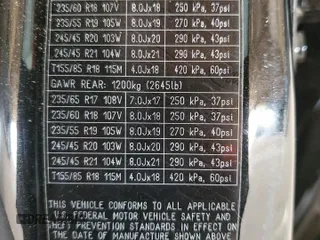 235/60 R18 107V 8.0Jx18 250 kPa, 37psi
235/55 R19 105W 8.0Jx19 270 kPa, 39psi
245/45 R20 103W 8.0Jx20 290 kPa, 43psi
245/45 R21 104W 8.0Jx21 290 kPa, 43psi
T155/85 R18 115M 4.0Jx18 420 kPa, 60psi
GAWR REAR: 1200kg (2645lb)
235/65 R17 108V 7.0Jx17 250 kPa, 37psi
235/60 R18 107V 8.0Jx18 250 kPa, 37psi
235/55 R19 105W 8.0Jx19 270 kPa, 40psi
245/45 R20 103W 8.0Jx20 290 kPa, 43psi
245/45 R21 104W 8.0Jx21 290 kPa, 43psi
T155/85 R18 115M 4.0Jx18 420 kPa, 60psi
THIS VEHICLE CONFORMS TO ALL APPLICABLE
U.S. FEDERAL MOTOR VEHICLE SAFETY AND
THEFT PREVENTION STANDARDS IN EFFECT ON
THE DATE OF MANUFACTURE SHOWN ABOVE.